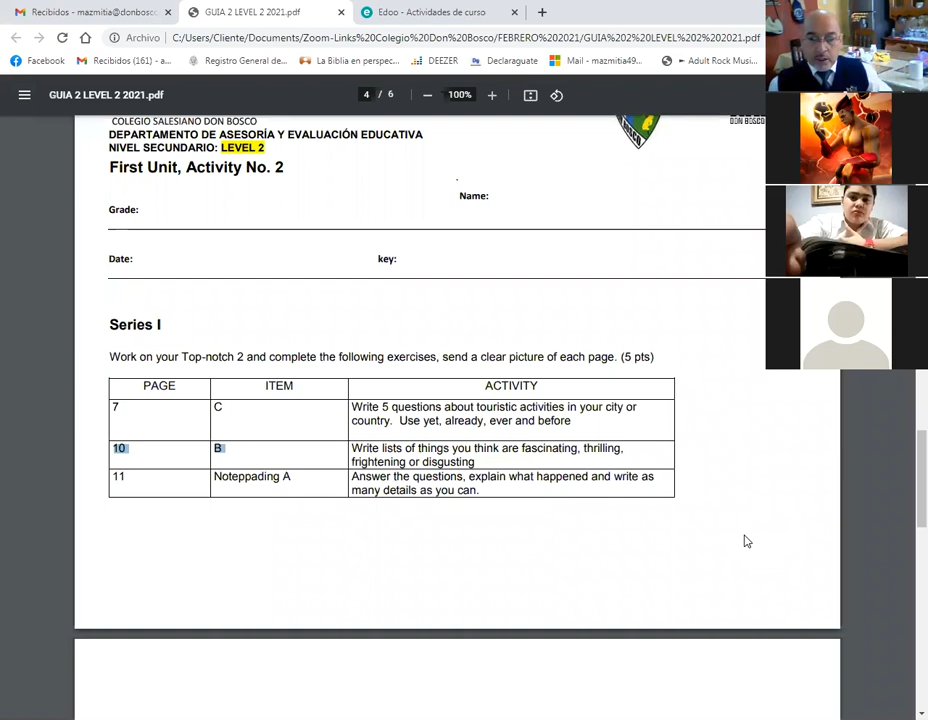 Recibidos - mazmitia@donbosco
GUIA 2 LEVEL 2 2021.pdf
Edoo - Actividades de curso
Archivo
C:/Users/Cliente/Documents/Zoom-Links%20Colegio%20Don%20Bosco/FEBRERO%202021/GUIA%202%20LEVEL%202%202021.pdf
Facebook
Recibidos (161) - a...
Registro General de...
La Biblia en perspec...
DEEZER
Declaraguate
Mail - mazmitia49...
Adult Rock Musi...
GUIA 2 LEVEL 2 2021.pdf
4 / 6
100%
COLEGIO SALESIANO DON BOSCO
DEPARTAMENTO DE ASESORÍA Y EVALUACIÓN EDUCATIVA
NIVEL SECUNDARIO: LEVEL 2
First Unit, Activity No. 2
BOSCO
DON BOSCO
Name:
Grade:
Date: key:
Series I
Work on your Top-notch 2 and complete the following exercises, send a clear picture of each page. (5 pts)
PAGE ITEM ACTIVITY
7 C Write 5 questions about touristic activities in your city or
country. Use yet, already, ever and before
10 B Write lists of things you think are fascinating, thrilling,
frightening or disgusting
11 Noteppading A Answer the questions, explain what happened and write as
many details as you can.